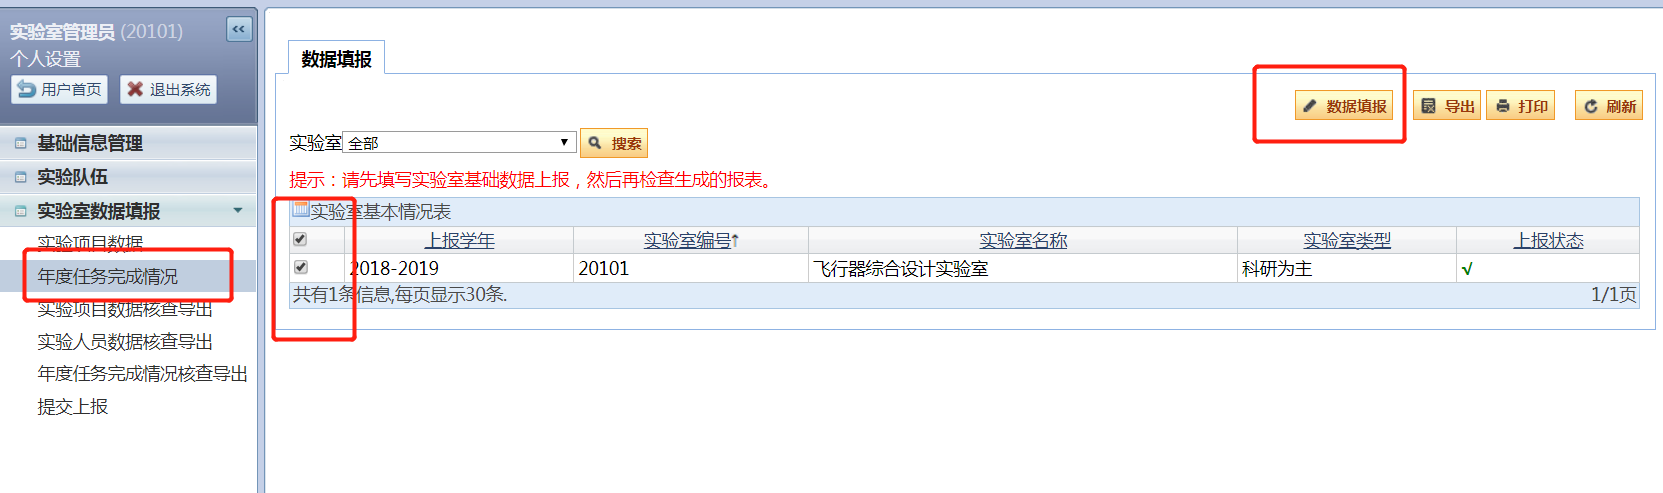 实验室管理员 (20101)
个人设置
用户首页 退出系统
基础信息管理
实验队伍
实验室数据填报
实验项目数据
年度任务完成情况
实验项目数据核查导出
实验人员数据核查导出
年度任务完成情况核查导出
提交上报
数据填报
数据填报 导出 打印 刷新
实验室 全部 搜索
提示：请先填写实验室基础数据上报，然后再检查生成的报表。
实验室基本情况表
上报学年 实验室编号↑ 实验室名称 实验室类型 上报状态
2018-2019 20101 飞行器综合设计实验室 科研为主 √
共有1条信息,每页显示30条. 1/1页